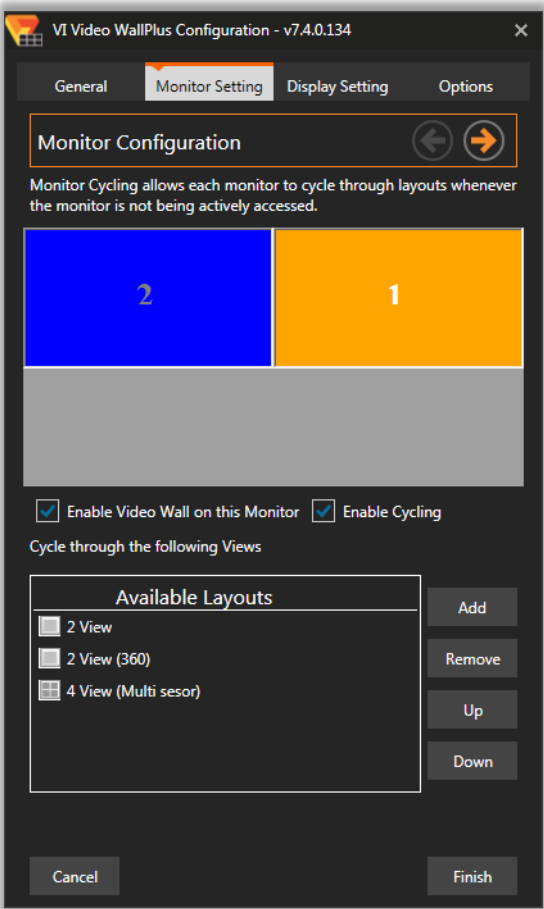 VI Video WallPlus Configuration - v7.4.0.134
General Monitor Setting Display Setting Options
Monitor Configuration
Monitor Cycling allows each monitor to cycle through layouts whenever
the monitor is not being actively accessed.
2 1
Enable Video Wall on this Monitor Enable Cycling
Cycle through the following Views
Available Layouts
2 View
2 View (360)
4 View (Multi sesor)
Add
Remove
Up
Down
Cancel Finish